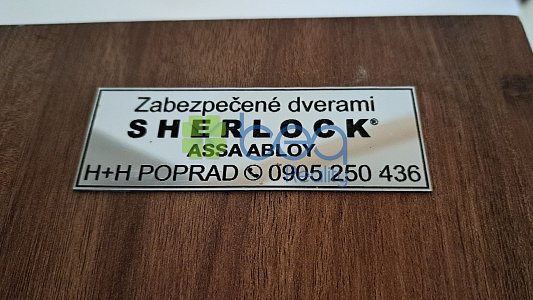 Zabezpečené dverami
SHERLOCK®
ASSA ABLOY
H+H POPRAD 0905 250 436